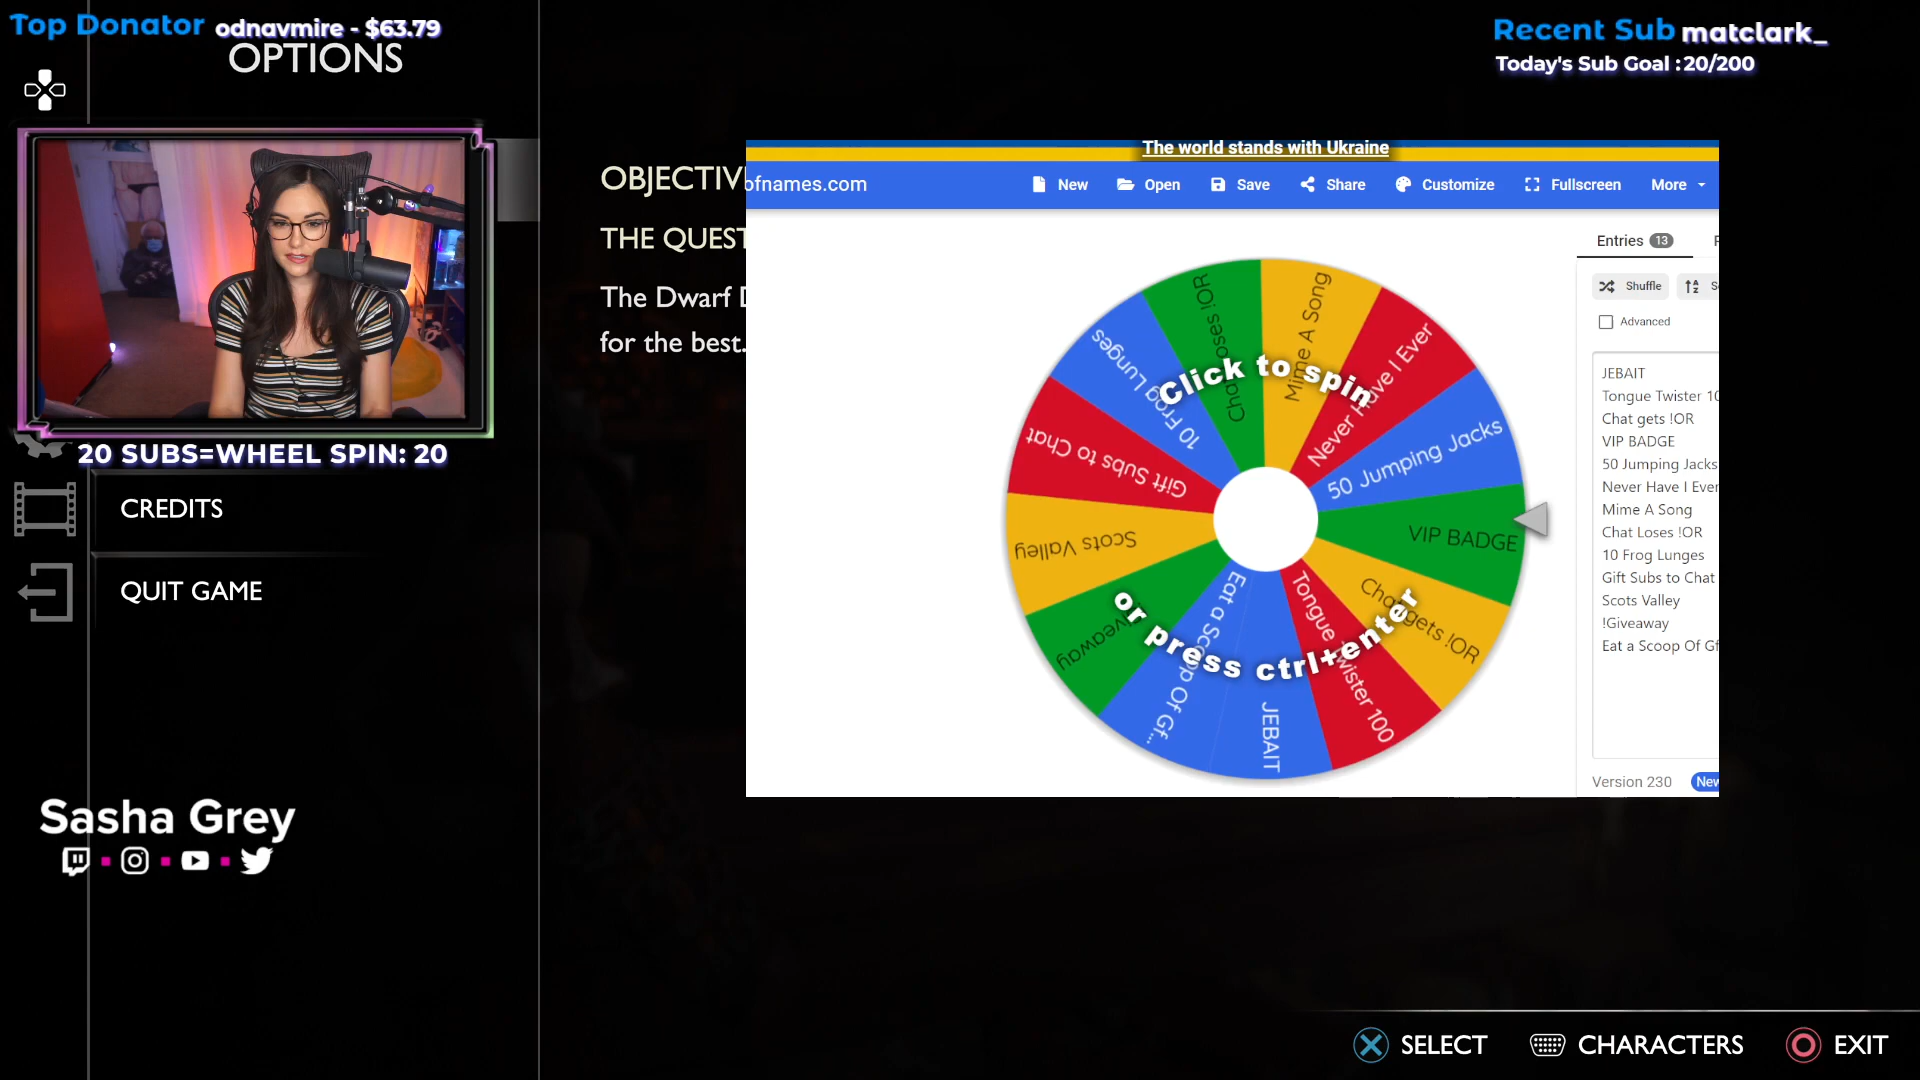 Top Donator odnavmire - $63.79
OPTIONS
Recent Sub matclark_
Today's Sub Goal :20/200
20 SUBS=WHEEL SPIN: 20
CREDITS
QUIT GAME
Sasha Grey
OBJECTIV
THE QUEST
The Dwarf D
for the best.
The world stands with Ukraine
ofnames.com
New
Open
Save
Share
Customize
Fullscreen
More
Entries 13
Shuffle
Advanced
JEBAIT
Tongue Twister 10
Chat gets !OR
VIP BADGE
50 Jumping Jacks
Never Have I Ever
Mime A Song
Chat Loses !OR
10 Frog Lunges
Gift Subs to Chat
Scots Valley
!Giveaway
Eat a Scoop Of Gf
Version 230
New
Click to spin
or press ctrl+enter
Mime A Song
Never Have I Ever
50 Jumping Jacks
VIP BADGE
Chat gets !OR
Tongue Twister 100
JEBAIT
Eat a Scoop Of Gf...
Scots Valley
Gift Subs to Chat
10 Frog Lunges
SELECT
CHARACTERS
EXIT